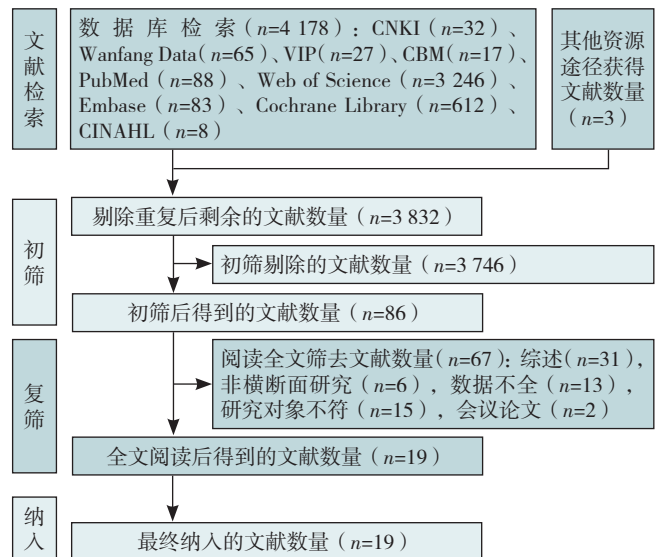 文献检索
数据库检索（n=4 178）：CNKI（n=32）、
Wanfang Data（n=65）、VIP（n=27）、CBM（n=17）、
PubMed（n=88）、Web of Science（n=3 246）、
Embase（n=83）、Cochrane Library（n=612）、
CINAHL（n=8）
其他资源
途径获得
文献数量
（n=3）
初筛
剔除重复后剩余的文献数量（n=3 832）
初筛剔除的文献数量（n=3 746）
初筛后得到的文献数量（n=86）
复筛
阅读全文筛去文献数量（n=67）：综述（n=31），
非横断面研究（n=6），数据不全（n=13），
研究对象不符（n=15），会议论文（n=2）
全文阅读后得到的文献数量（n=19）
纳入
最终纳入的文献数量（n=19）